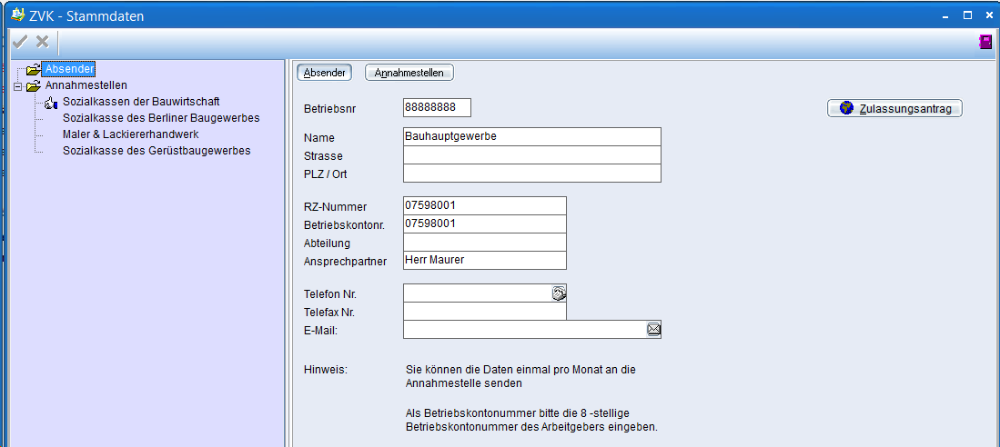 ZVK - Stammdaten
Absender
Annahmestellen
Sozialkassen der Bauwirtschaft
Sozialkasse des Berliner Baugewerbes
Maler & Lackiererhandwerk
Sozialkasse des Gerüstbaugewerbes
Absender Annahmestellen
Betriebsnr 88888888 Zulassungsantrag
Name Bauhauptgewerbe
Strasse
PLZ / Ort
RZ-Nummer 07598001
Betriebskontonr. 07598001
Abteilung
Ansprechpartner Herr Maurer
Telefon Nr.
Telefax Nr.
E-Mail:
Hinweis: Sie können die Daten einmal pro Monat an die
Annahmestelle senden
Als Betriebskontonummer bitte die 8 -stellige
Betriebskontonummer des Arbeitgebers eingeben.